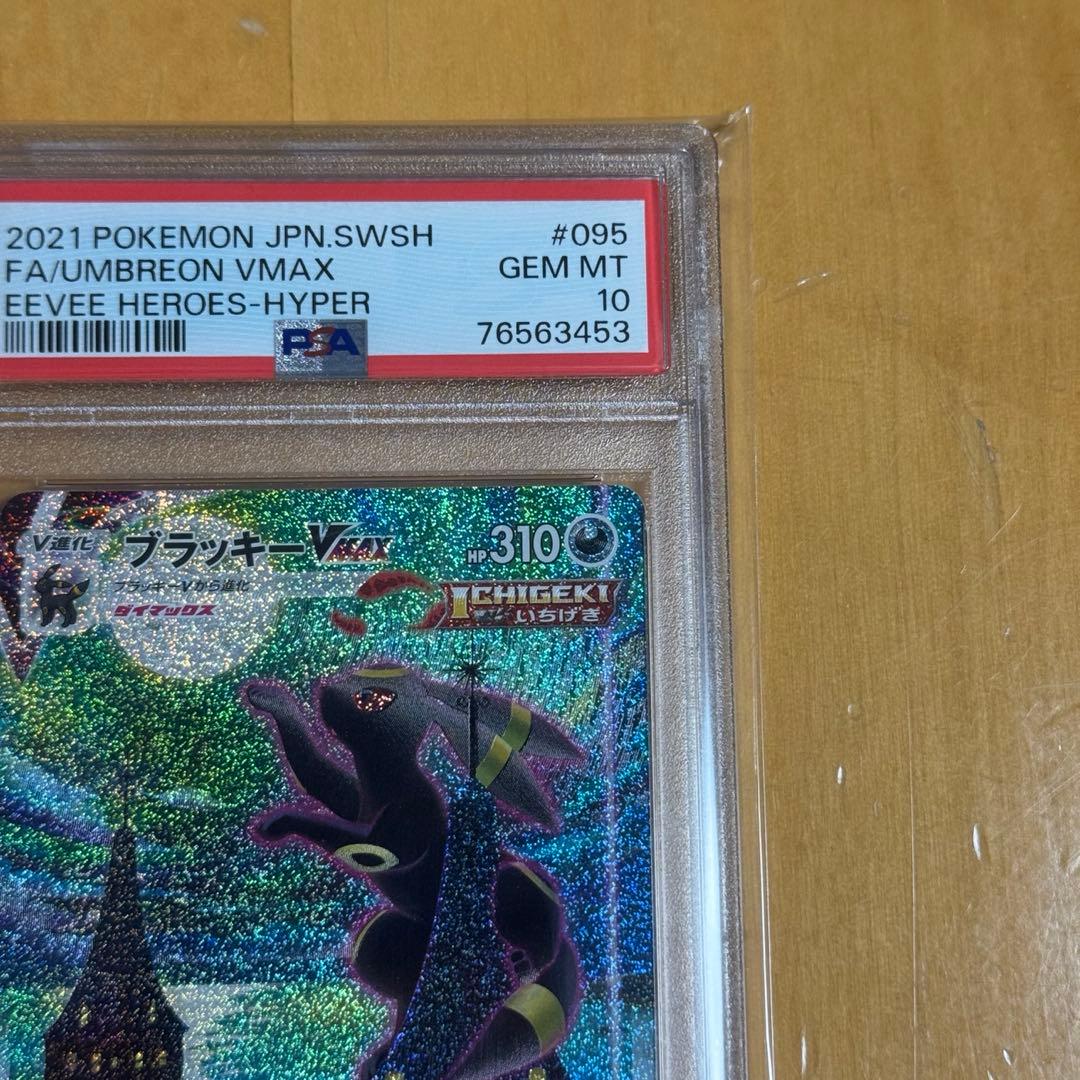 2021 POKEMON JPN.SWSH #095
FA/UMBREON VMAX GEM MT
EEVEE HEROES-HYPER 10
PSA 76563453
V進化 ブラッキーVMAX HP 310
ブラッキーVから進化
ダイマックス
ICHIGEKI
いちげき